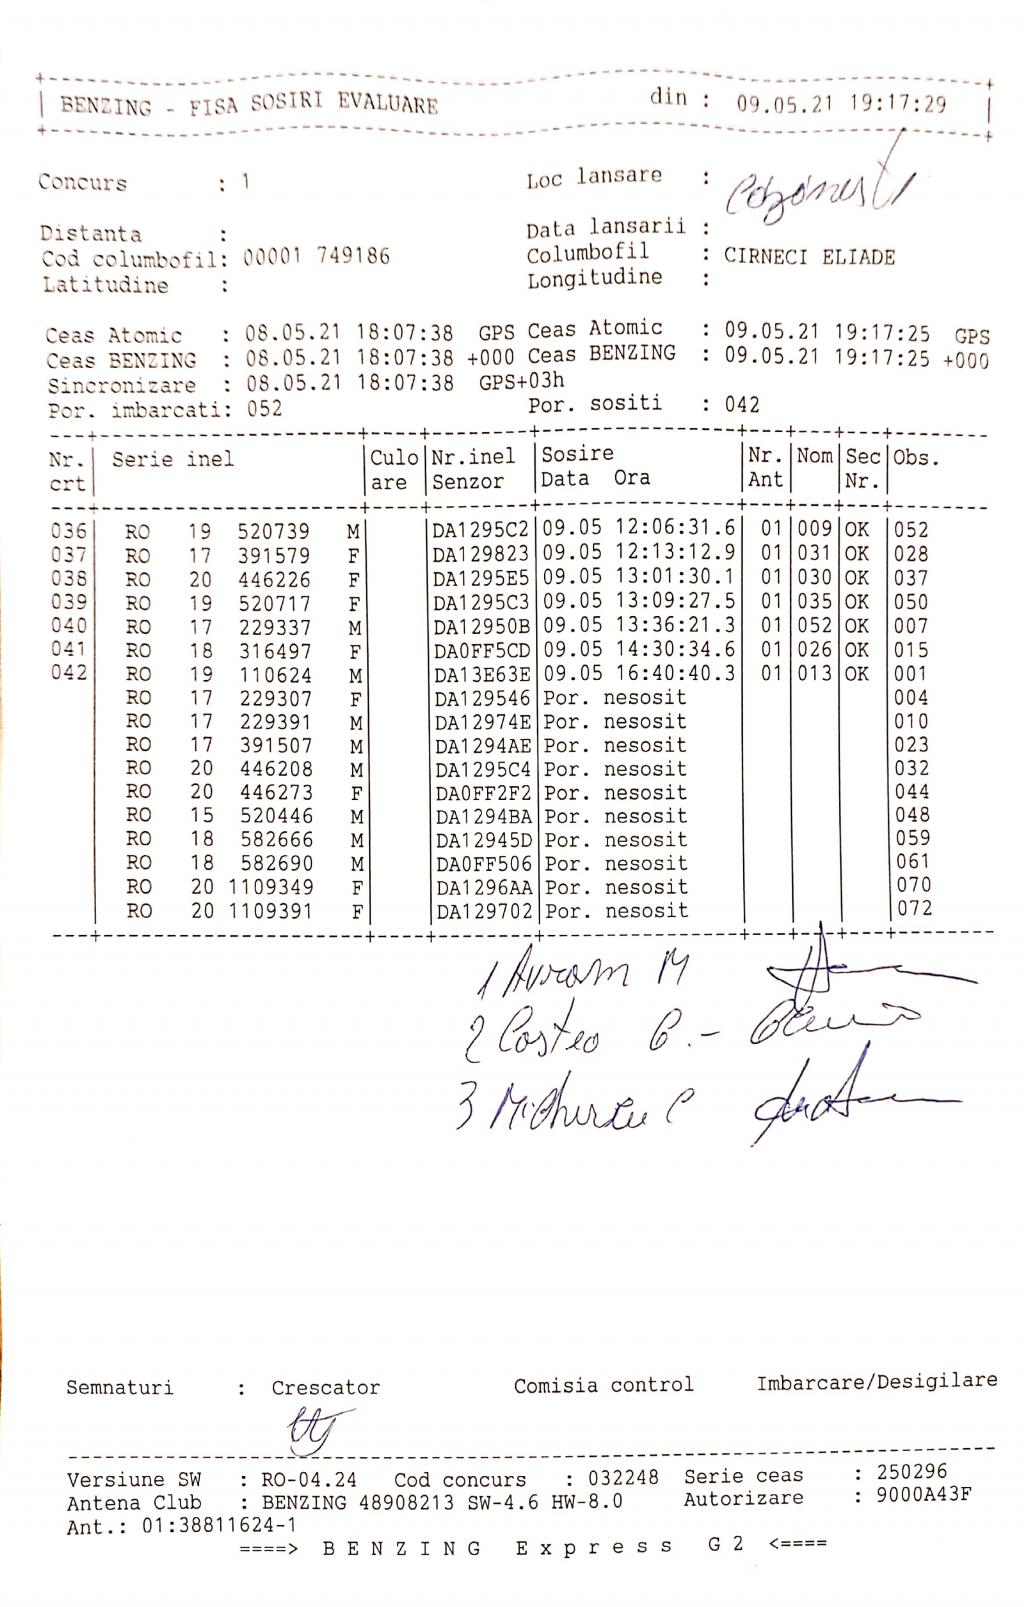 BENZING - FISA SOSIRI EVALUARE din : 09.05.21 19:17:29
Concurs : 1 Loc lansare :
Distanta : Data lansarii :
Cod columbofil: 00001 749186 Columbofil : CIRNECI ELIADE
Latitudine : Longitudine :
Ceas Atomic : 08.05.21 18:07:38 GPS Ceas Atomic : 09.05.21 19:17:25 GPS
Ceas BENZING : 08.05.21 18:07:38 +000 Ceas BENZING : 09.05.21 19:17:25 +000
Sincronizare : 08.05.21 18:07:38 GPS+03h
Por. imbarcati: 052 Por. sositi : 042
Nr. Serie inel Culo Nr.inel Sosire Nr. Nom Sec Obs.
crt are Senzor Data Ora Ant Nr.
036 RO 19 520739 M DA1295C2 09.05 12:06:31.6 01 009 OK 052
037 RO 17 391579 F DA129823 09.05 12:13:12.9 01 031 OK 028
038 RO 20 446226 F DA1295E5 09.05 13:01:30.1 01 030 OK 037
039 RO 19 520717 F DA1295C3 09.05 13:09:27.5 01 035 OK 050
040 RO 17 229337 M DA12950B 09.05 13:36:21.3 01 052 OK 007
041 RO 18 316497 F DA0FF5CD 09.05 14:30:34.6 01 026 OK 015
042 RO 19 110624 M DA13E63E 09.05 16:40:40.3 01 013 OK 001
RO 17 229307 F DA129546 Por. nesosit 004
RO 17 229391 M DA12974E Por. nesosit 010
RO 17 391507 M DA1294AE Por. nesosit 023
RO 20 446208 M DA1295C4 Por. nesosit 032
RO 20 446273 F DA0FF2F2 Por. nesosit 044
RO 15 520446 M DA1294BA Por. nesosit 048
RO 18 582666 M DA12945D Por. nesosit 059
RO 18 582690 M DA0FF506 Por. nesosit 061
RO 20 1109349 F DA1296AA Por. nesosit 070
RO 20 1109391 F DA129702 Por. nesosit 072
1 Avram M
2 Costeo C.-
3
Semnaturi : Crescator Comisia control Imbarcare/Desigilare
Versiune SW : RO-04.24 Cod concurs : 032248 Serie ceas : 250296
Antena Club : BENZING 48908213 SW-4.6 HW-8.0 Autorizare : 9000A43F
Ant.: 01:38811624-1
====> B E N Z I N G E x p r e s s G 2 <====